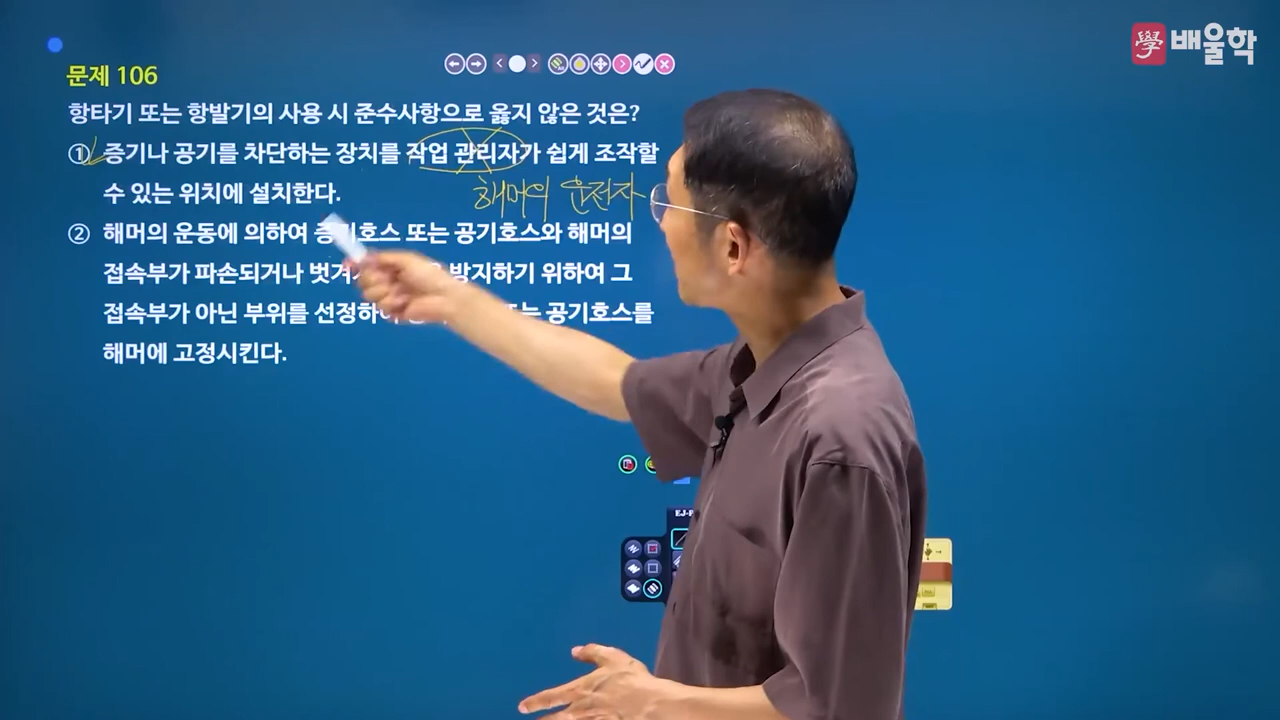 學 배울학
문제 106
항타기 또는 항발기의 사용 시 준수사항으로 옳지 않은 것은?
① 증기나 공기를 차단하는 장치를 작업 관리자가 쉽게 조작할
수 있는 위치에 설치한다.
해머의 운전자
② 해머의 운동에 의하여 증기호스 또는 공기호스와 해머의
접속부가 파손되거나 벗겨 방지하기 위하여 그
접속부가 아닌 부위를 선정하여 또는 공기호스를
해머에 고정시킨다.